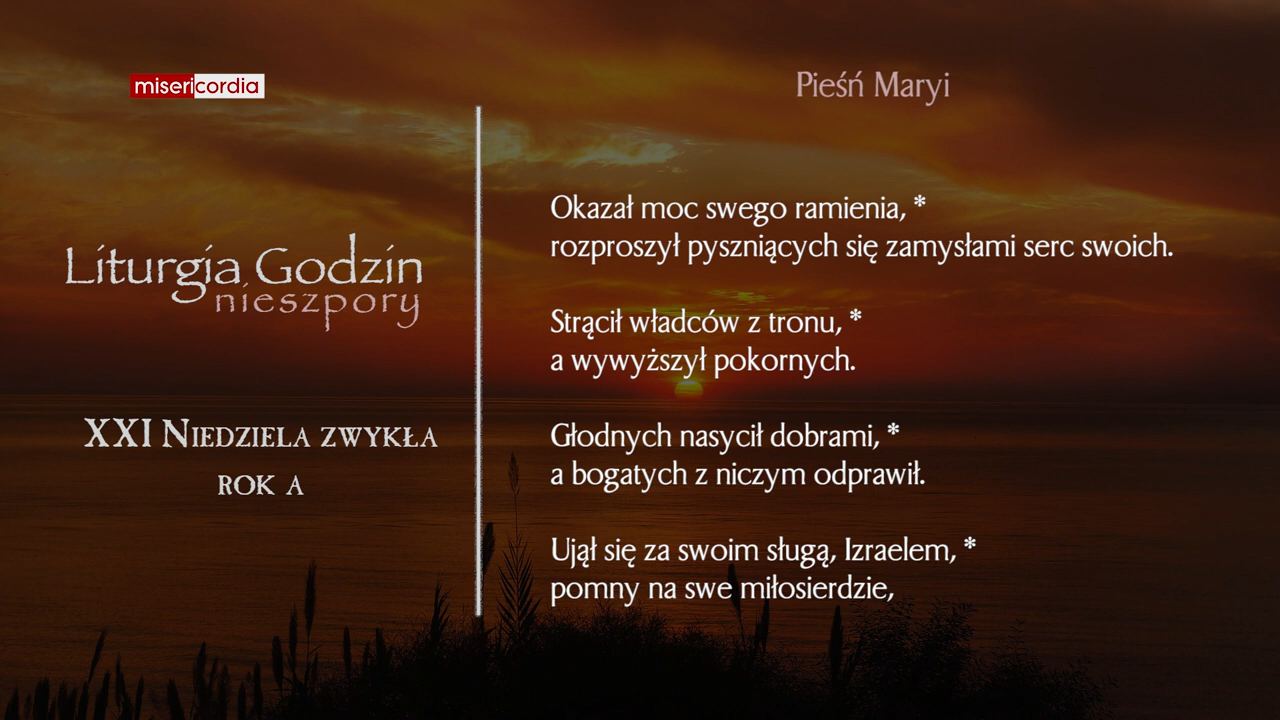 misericordia
Pieśń Maryi
Liturgia Godzin
nieszpory
XXI Niedziela zwykła
rok A
Okazał moc swego ramienia, *
rozproszył pyszniących się zamysłami serc swoich.
Strącił władców z tronu, *
a wywyższył pokornych.
Głodnych nasycił dobrami, *
a bogatych z niczym odprawił.
Ujął się za swoim sługą, Izraelem, *
pomny na swe miłosierdzie,